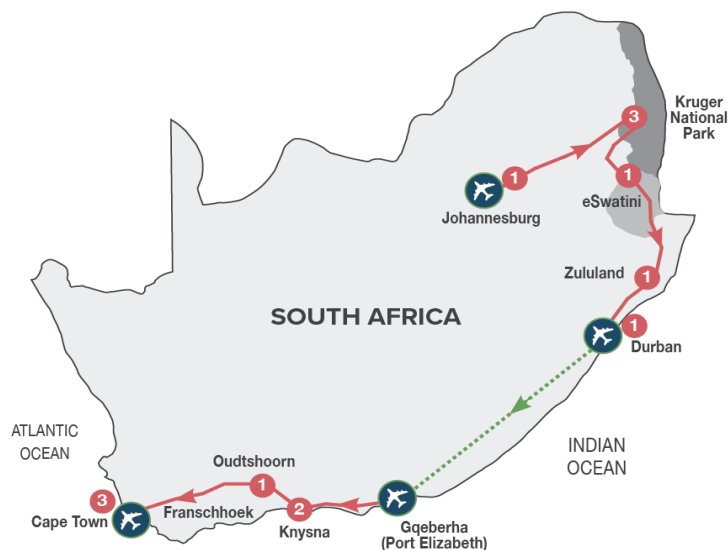 Kruger
National
Park
3
1
Johannesburg
1
eSwatini
Zululand
1
SOUTH AFRICA
1
Durban
ATLANTIC
OCEAN
INDIAN
OCEAN
Oudtshoorn
1
3
Cape Town
Franschhoek
2
Knysna
Gqeberha
(Port Elizabeth)